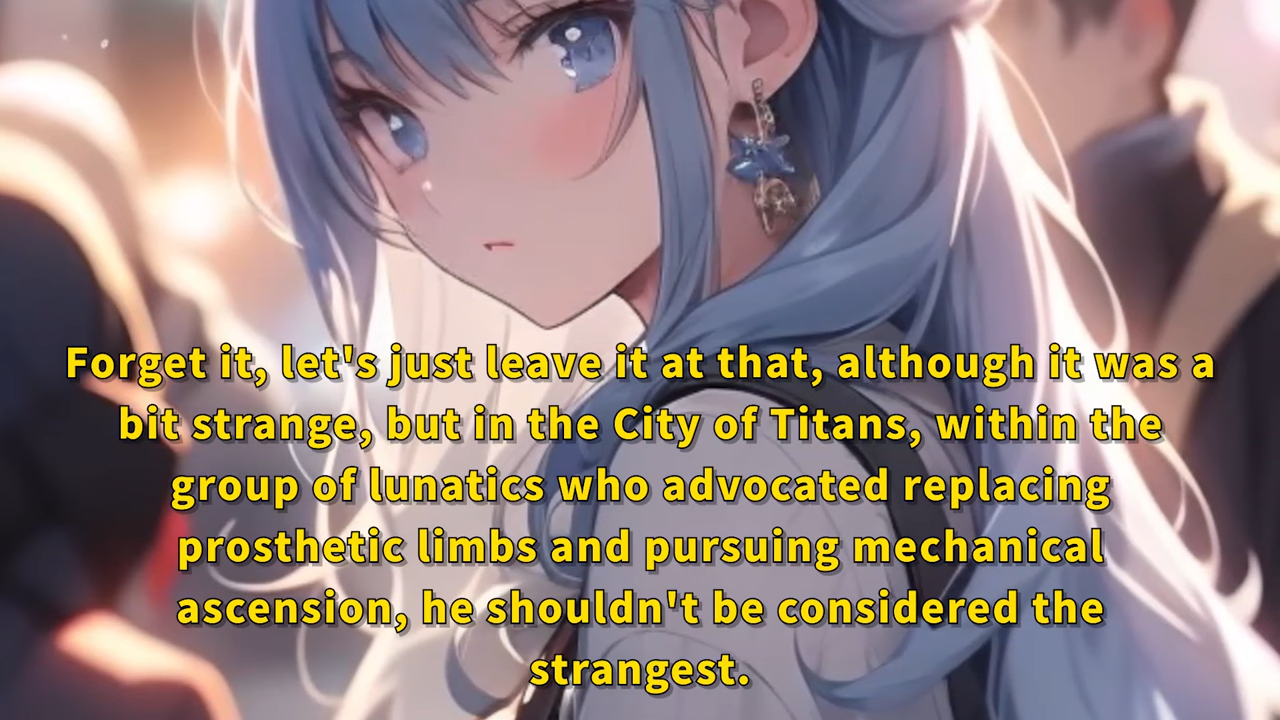 Forget it, let's just leave it at that, although it was a
bit strange, but in the City of Titans, within the
group of lunatics who advocated replacing
prosthetic limbs and pursuing mechanical
ascension, he shouldn't be considered the
strangest.